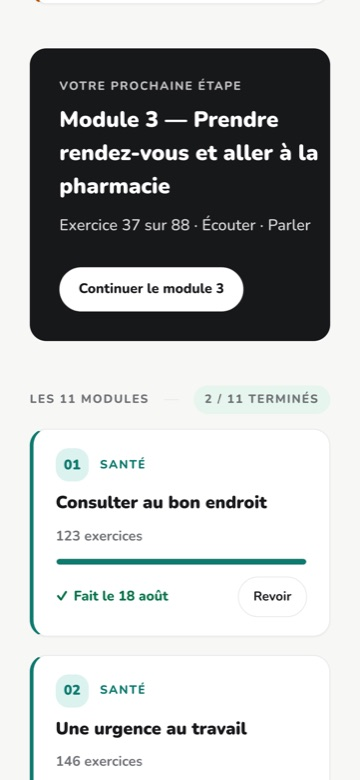 VOTRE PROCHAINE ÉTAPE
Module 3 — Prendre
rendez-vous et aller à la
pharmacie
Exercice 37 sur 88 · Écouter · Parler
Continuer le module 3
LES 11 MODULES
2 / 11 TERMINÉS
01 SANTÉ
Consulter au bon endroit
123 exercices
✓ Fait le 18 août
Revoir
02 SANTÉ
Une urgence au travail
146 exercices